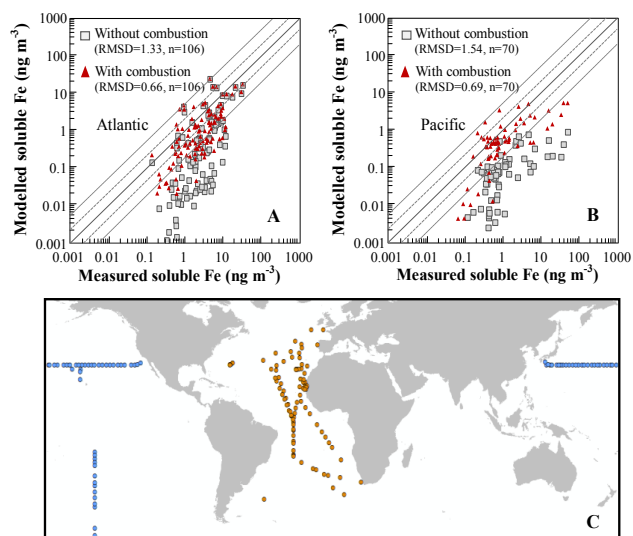 1000
100
10
1
0.1
0.01
0.001
Modelled soluble Fe (ng m⁻³)
A
Without combustion
(RMSD=1.33, n=106)
With combustion
(RMSD=0.66, n=106)
Atlantic
0.01 0.1 1 10 100 1000
Measured soluble Fe (ng m⁻³)
1000
100
10
1
0.1
0.01
0.001
Modelled soluble Fe (ng m⁻³)
B
Without combustion
(RMSD=1.54, n=70)
With combustion
(RMSD=0.69, n=70)
Pacific
0.01 0.1 1 10 100 1000
Measured soluble Fe (ng m⁻³)
C